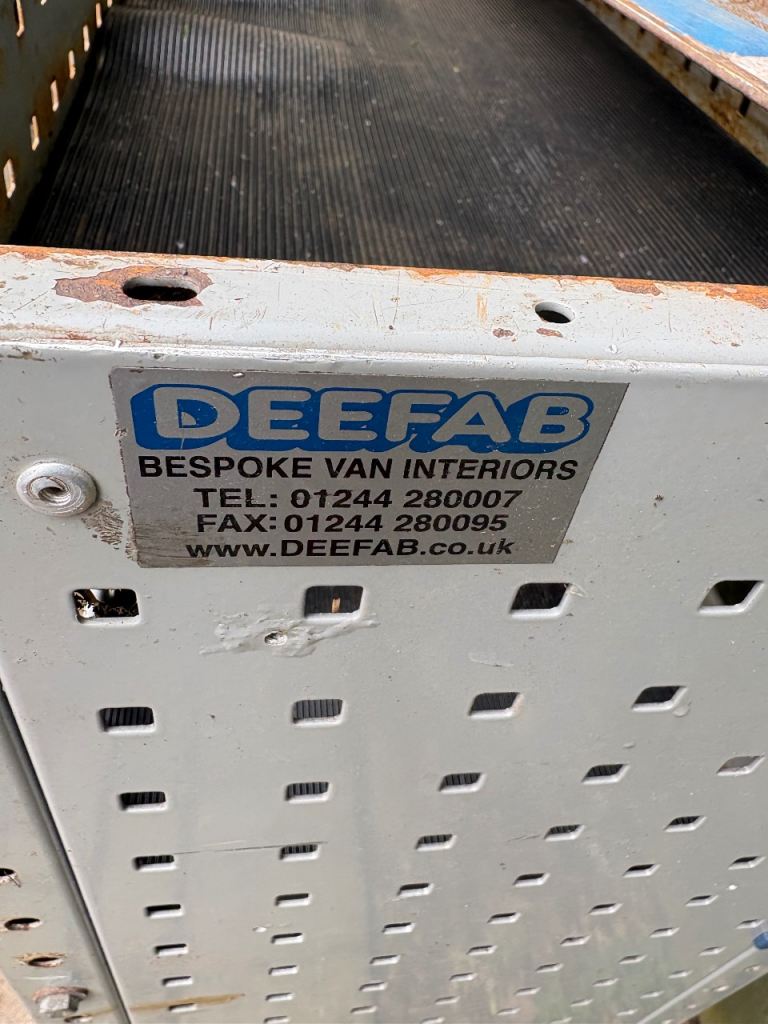 DEEFAB
BESPOKE VAN INTERIORS
TEL: 01244 280007
FAX: 01244 280095
www.DEEFAB.co.uk